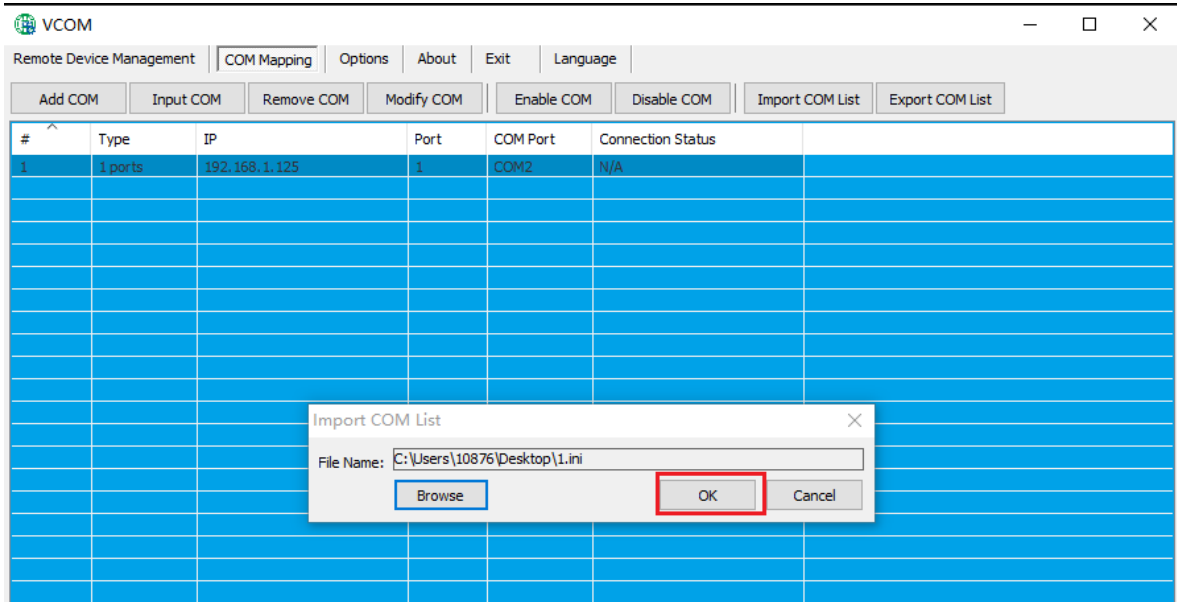 VCOM
Remote Device Management COM Mapping Options About Exit Language
Add COM Input COM Remove COM Modify COM Enable COM Disable COM Import COM List Export COM List
# Type IP Port COM Port Connection Status
1 1 ports 192.168.1.125 1 COM2 N/A
Import COM List
File Name: C:\Users\10876\Desktop\1.ini
Browse OK Cancel